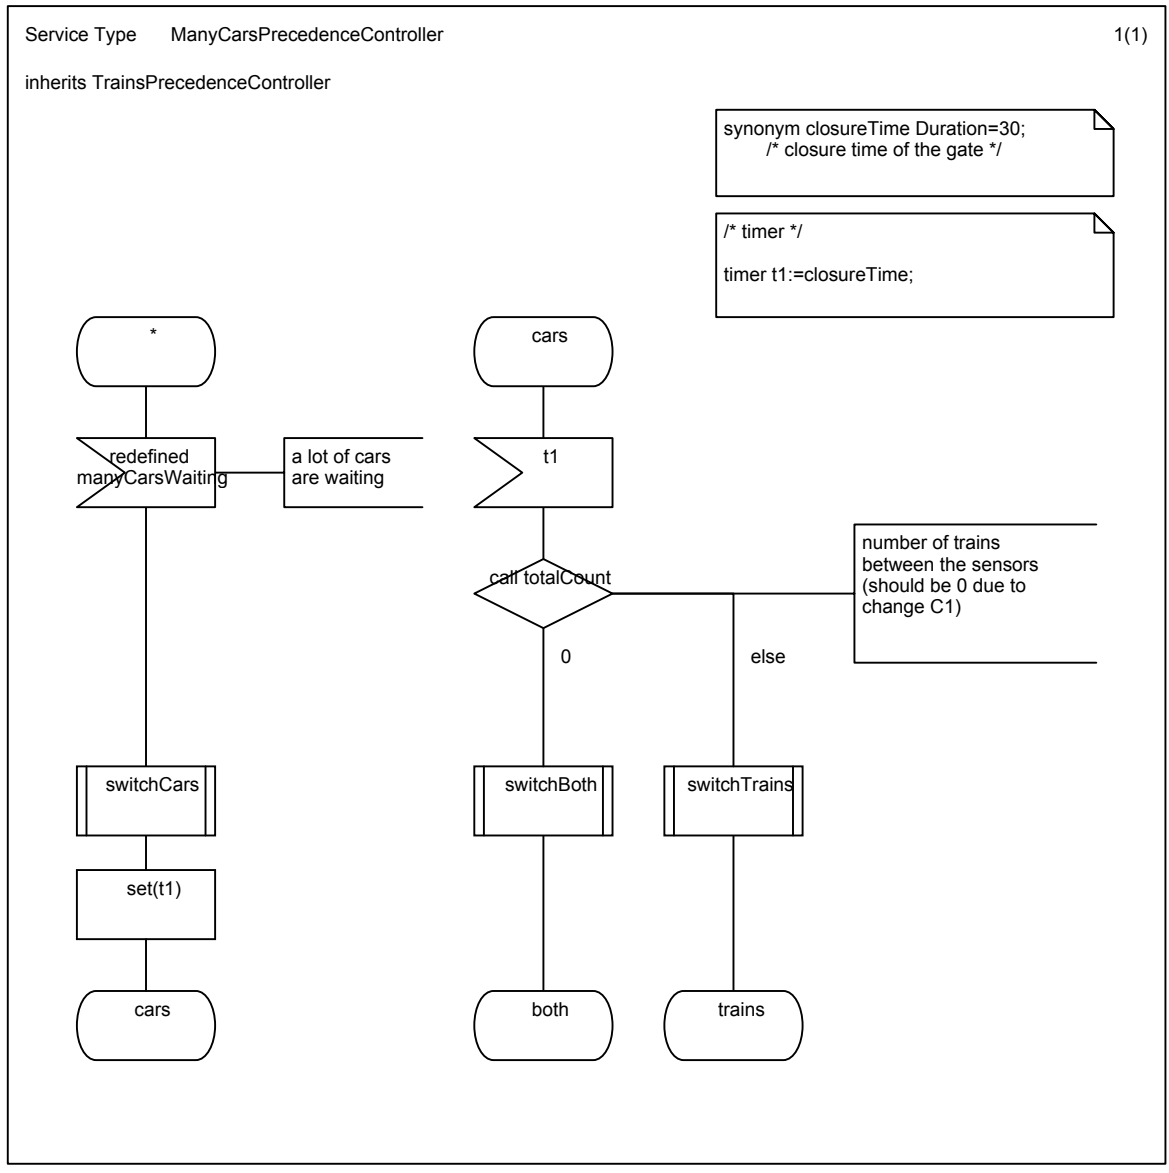 Service Type ManyCarsPrecedenceController 1(1)
inherits TrainsPrecedenceController
synonym closureTime Duration=30;
/* closure time of the gate */
/* timer */
timer t1:=closureTime;
*
cars
redefined
manyCarsWaiting
a lot of cars
are waiting
t1
call totalCount
number of trains
between the sensors
(should be 0 due to
change C1)
0
else
switchCars
switchBoth
switchTrains
set(t1)
cars
both
trains